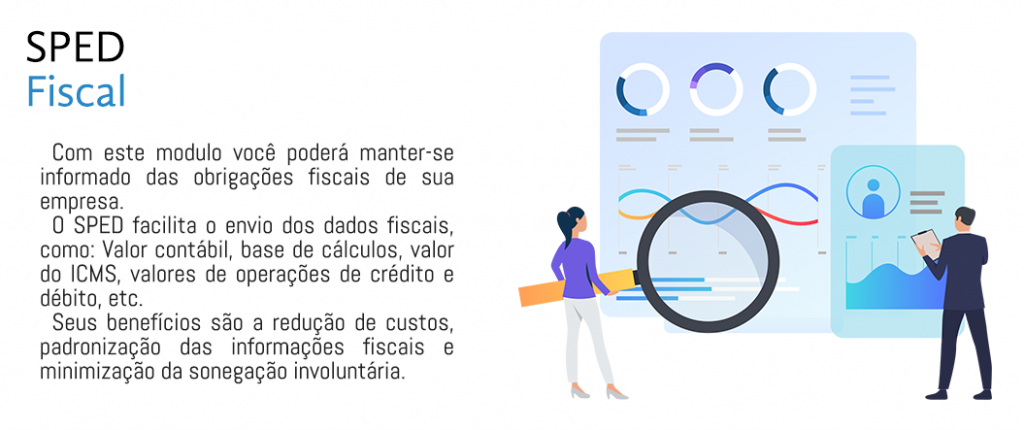 SPED
Fiscal
Com este modulo você poderá manter-se
informado das obrigações fiscais de sua
empresa.
O SPED facilita o envio dos dados fiscais,
como: Valor contábil, base de cálculos, valor
do ICMS, valores de operações de crédito e
débito, etc.
Seus benefícios são a redução de custos,
padronização das informações fiscais e
minimização da sonegação involuntária.